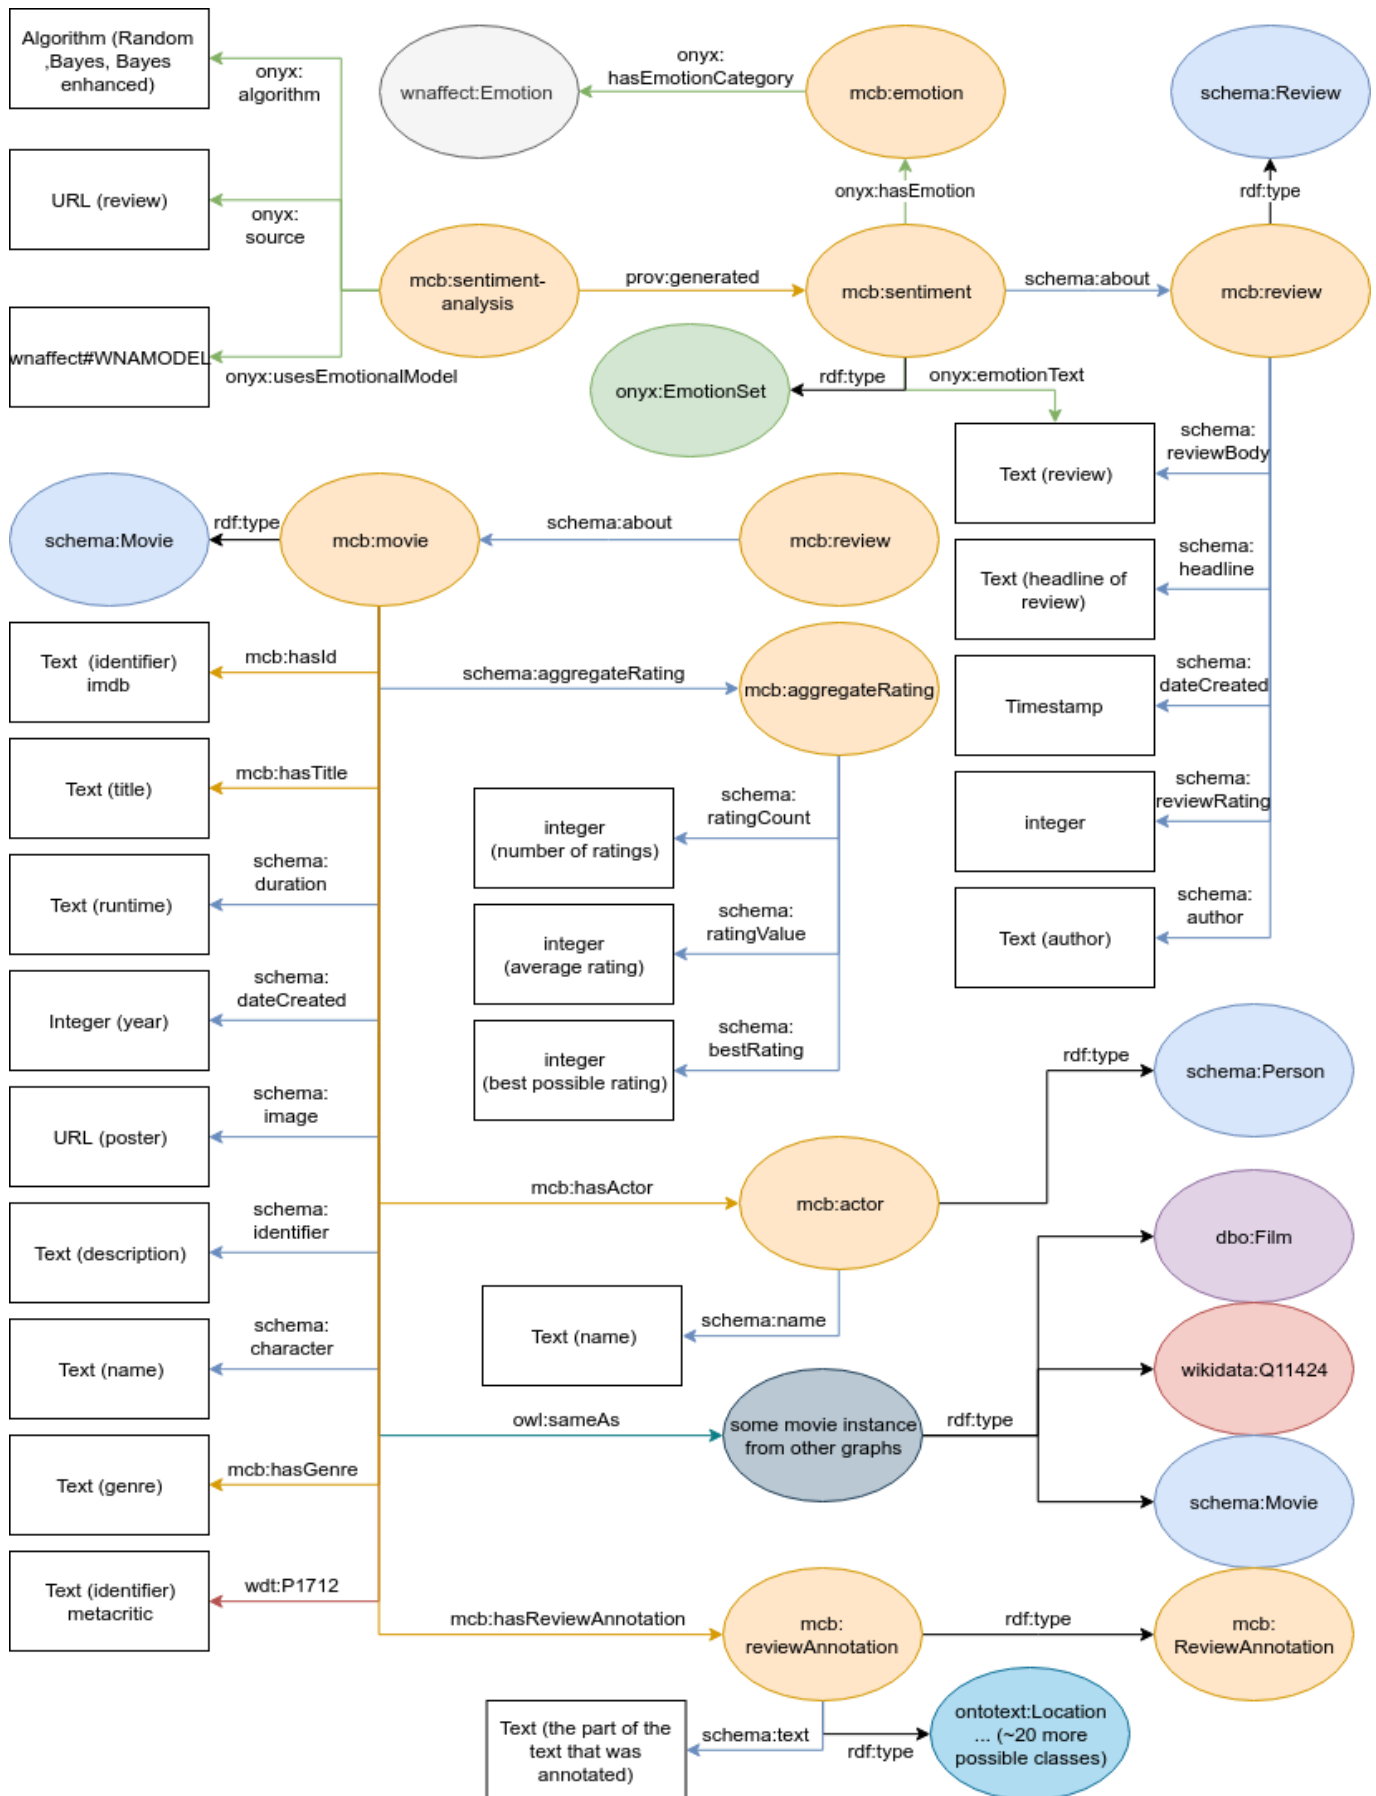 Algorithm (Random
,Bayes, Bayes
enhanced)
onyx:
algorithm
wnaffect:Emotion
onyx:
hasEmotionCategory
mcb:emotion
schema:Review
URL (review)
onyx:
source
onyx:hasEmotion
rdf:type
mcb:sentiment-
analysis
prov:generated
mcb:sentiment
schema:about
mcb:review
wnaffect#WNAMODEL
onyx:usesEmotionalModel
onyx:EmotionSet
rdf:type
onyx:emotionText
Text (review)
schema:
reviewBody
schema:Movie
rdf:type
mcb:movie
schema:about
mcb:review
Text (headline of
review)
schema:
headline
Text  (identifier)
imdb
mcb:hasId
schema:aggregateRating
mcb:aggregateRating
Timestamp
schema:
dateCreated
Text (title)
mcb:hasTitle
integer
(number of ratings)
schema:
ratingCount
integer
schema:
reviewRating
Text (runtime)
schema:
duration
integer
(average rating)
schema:
ratingValue
Text (author)
schema:
author
Integer (year)
schema:
dateCreated
integer
(best possible rating)
schema:
bestRating
rdf:type
schema:Person
URL (poster)
schema:
image
mcb:hasActor
mcb:actor
Text (description)
schema:
identifier
dbo:Film
Text (name)
schema:name
Text (name)
schema:
character
wikidata:Q11424
owl:sameAs
some movie instance
from other graphs
rdf:type
Text (genre)
mcb:hasGenre
schema:Movie
Text (identifier)
metacritic
wdt:P1712
mcb:hasReviewAnnotation
mcb:
reviewAnnotation
rdf:type
mcb:
ReviewAnnotation
Text (the part of the
text that was
annotated)
schema:text
rdf:type
ontotext:Location
... (~20 more
possible classes)